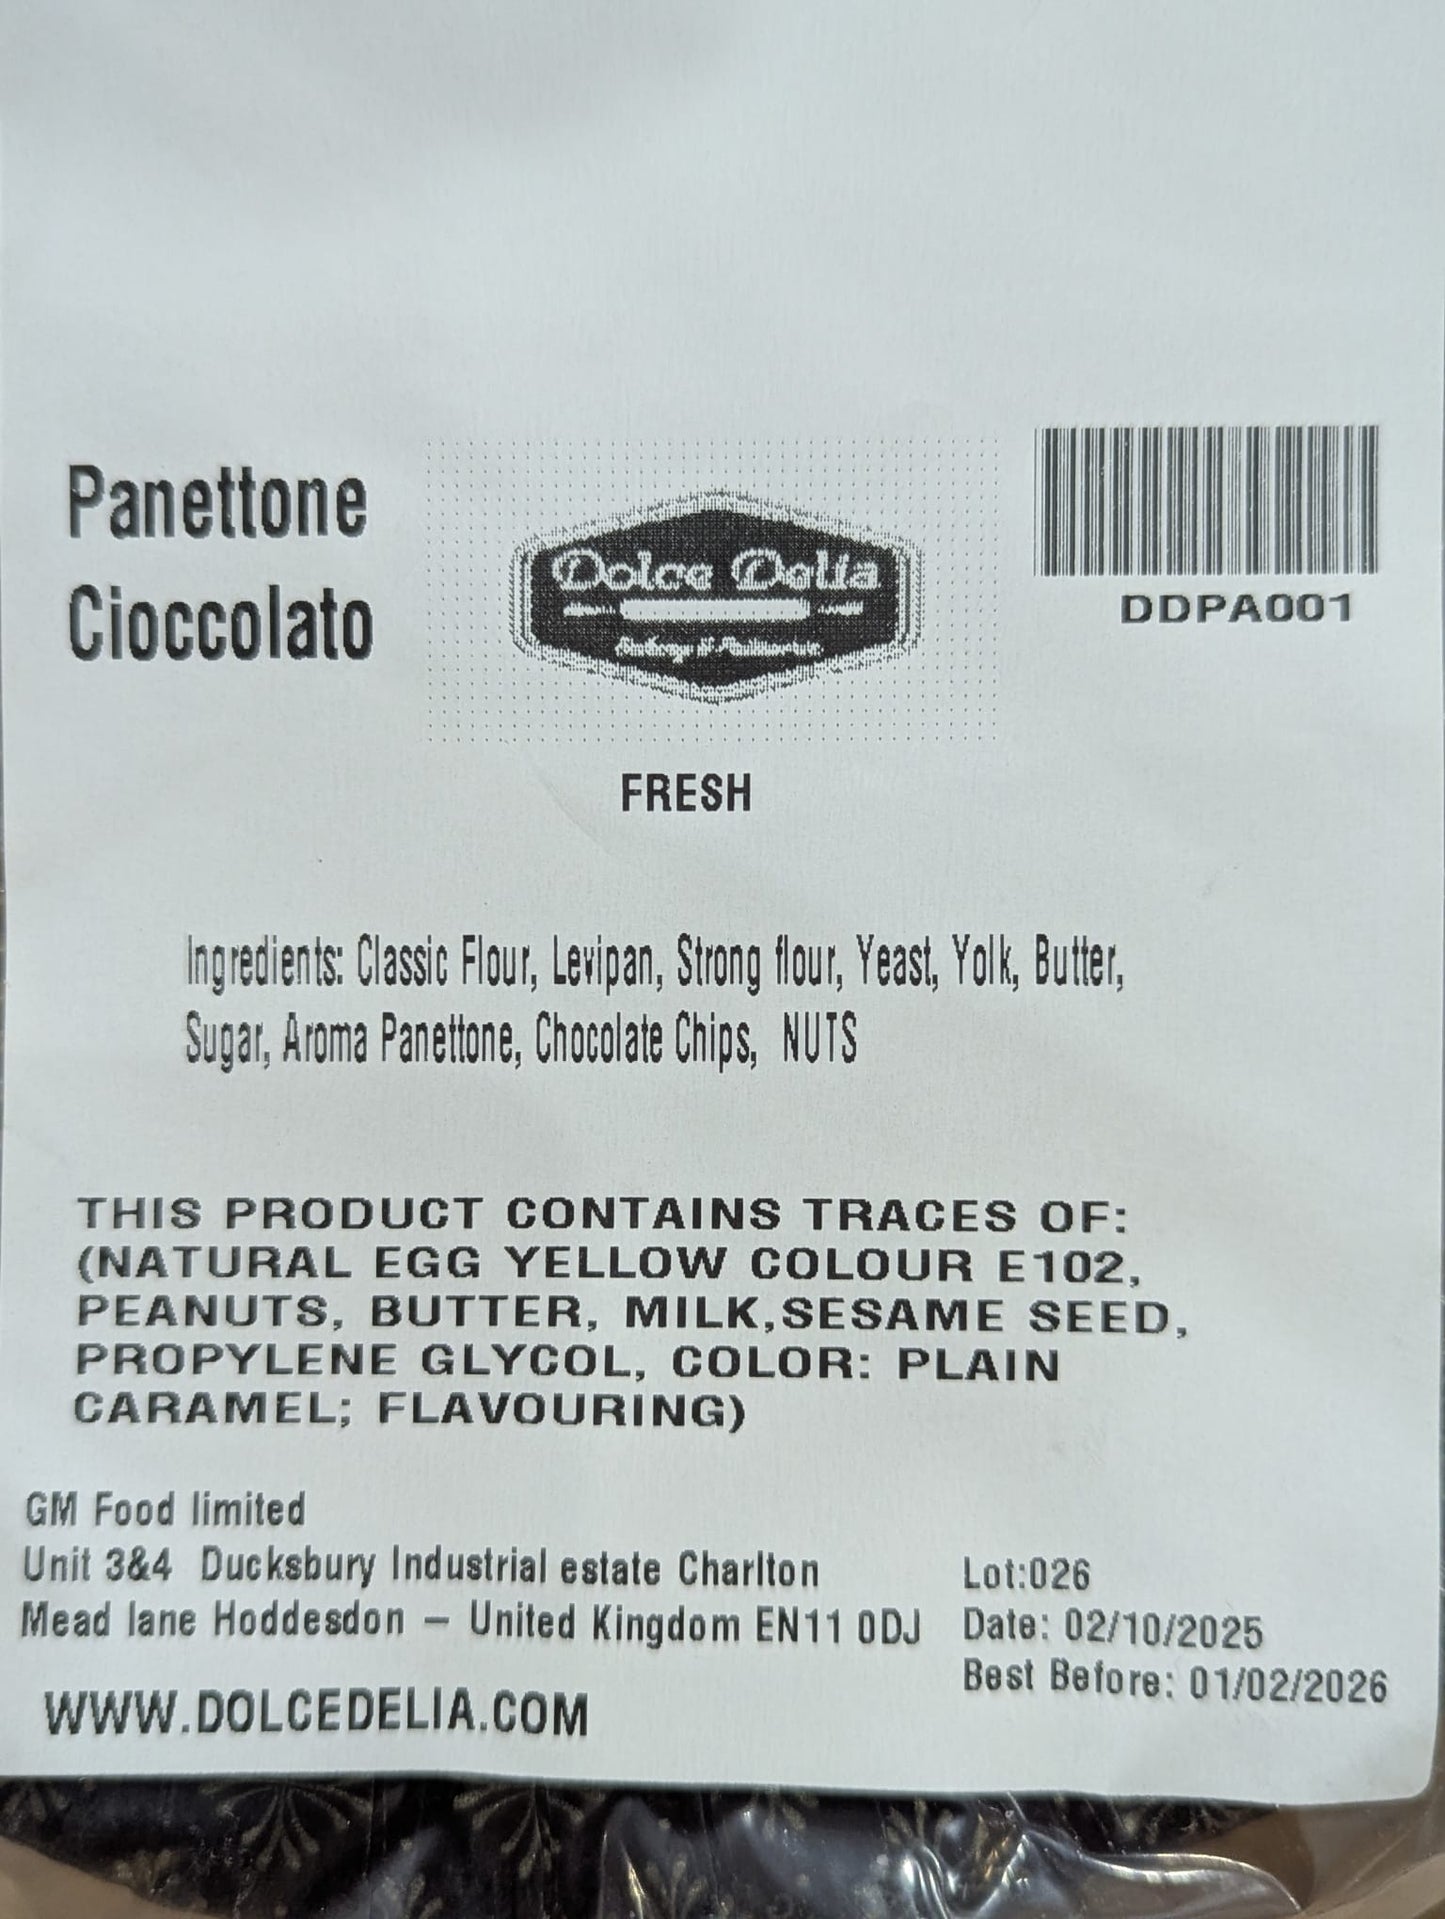 Panettone
Cioccolato
Dolce Delia
DDPA001
FRESH
Ingredients: Classic Flour, Levipan, Strong flour, Yeast, Yolk, Butter,
Sugar, Aroma Panettone, Chocolate Chips, NUTS
THIS PRODUCT CONTAINS TRACES OF:
(NATURAL EGG YELLOW COLOUR E102,
PEANUTS, BUTTER, MILK,SESAME SEED,
PROPYLENE GLYCOL, COLOR: PLAIN
CARAMEL; FLAVOURING)
GM Food limited
Unit 3&4 Ducksbury Industrial estate Charlton
Mead lane Hoddesdon – United Kingdom EN11 0DJ
WWW.DOLCEDELIA.COM
Lot:026
Date: 02/10/2025
Best Before: 01/02/2026